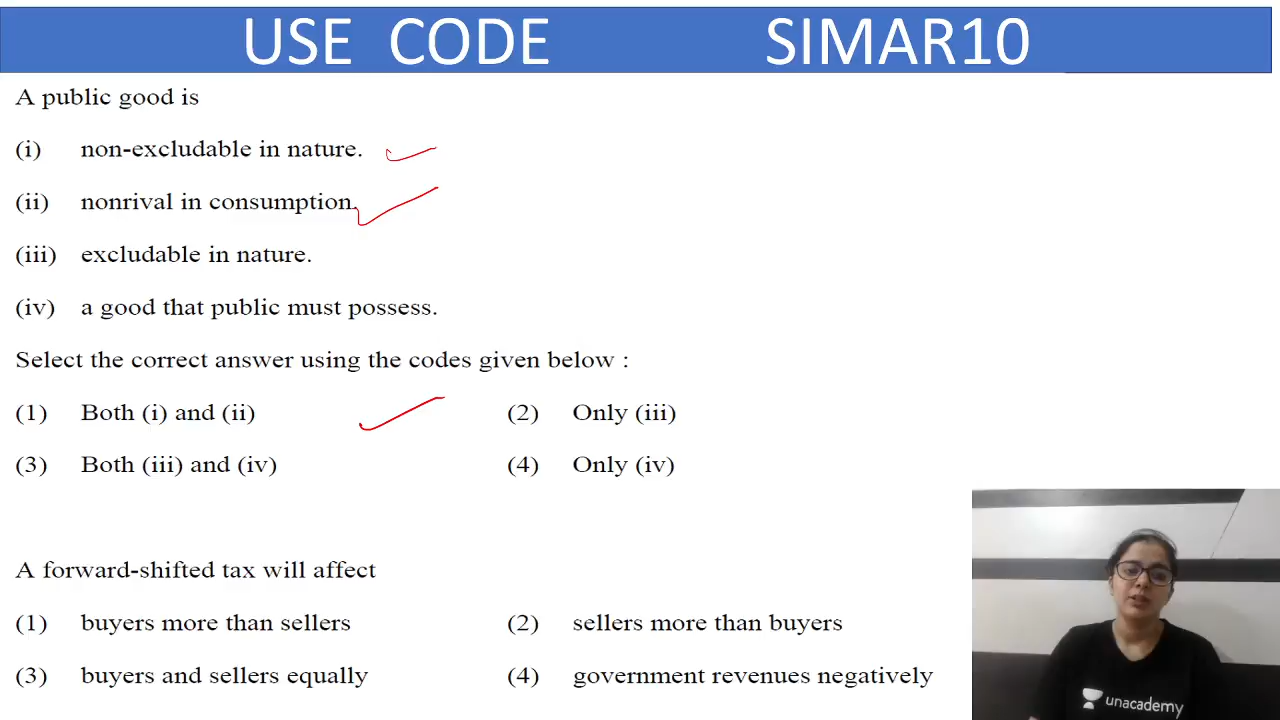 USE CODE SIMAR10
A public good is
(i) non-excludable in nature.
(ii) nonrival in consumption.
(iii) excludable in nature.
(iv) a good that public must possess.
Select the correct answer using the codes given below :
(1) Both (i) and (ii) (2) Only (iii)
(3) Both (iii) and (iv) (4) Only (iv)
A forward-shifted tax will affect
(1) buyers more than sellers (2) sellers more than buyers
(3) buyers and sellers equally (4) government revenues negatively
unacademy